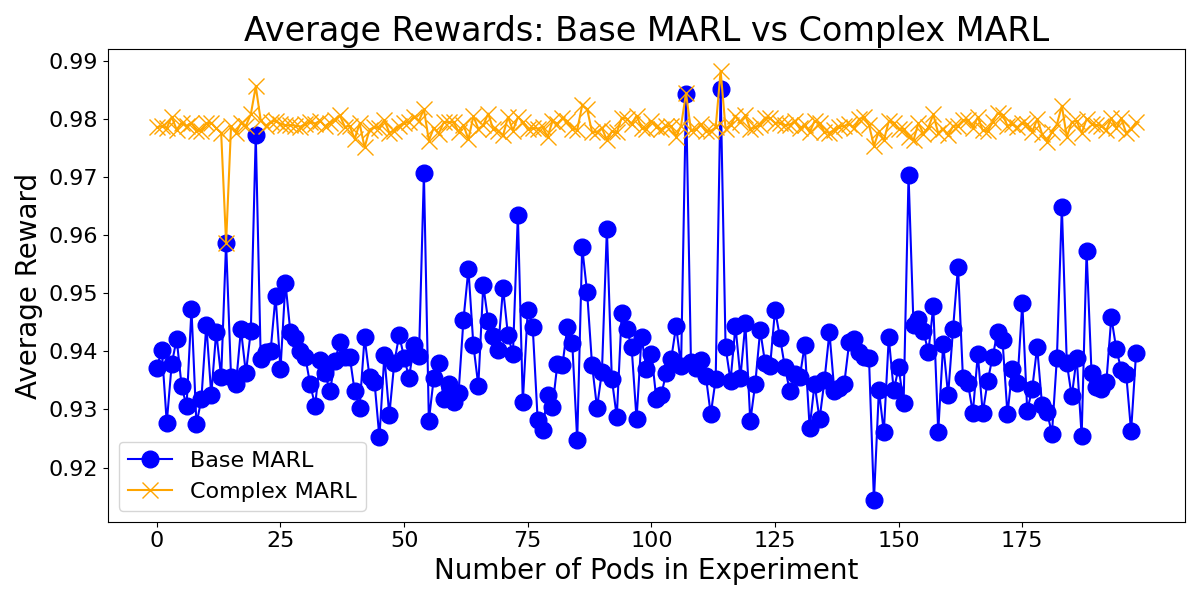 Average Rewards: Base MARL vs Complex MARL
Average Reward
0.99
0.98
0.97
0.96
0.95
0.94
0.93
0.92
Base MARL
Complex MARL
0 25 50 75 100 125 150 175
Number of Pods in Experiment